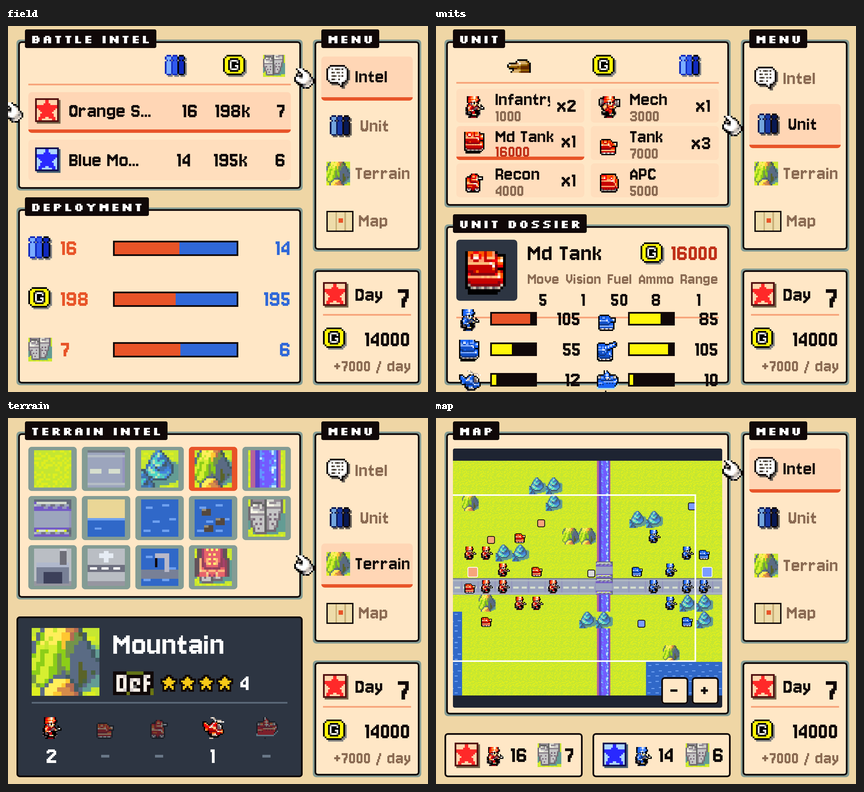 field
BATTLE INTEL
G
Orange S... 16 198k 7
Blue Mo... 14 195k 6
DEPLOYMENT
16 14
G 198 195
7 6
MENU
Intel
Unit
Terrain
Map
Day 7
G 14000
+7000 / day
units
UNIT
G
Infantry x2
1000
Mech x1
3000
Md Tank x1
16000
Tank x3
7000
Recon x1
4000
APC
5000
UNIT DOSSIER
Md Tank G 16000
Move Vision Fuel Ammo Range
5 1 50 8 1
105 85
55 105
12 10
MENU
Intel
Unit
Terrain
Map
Day 7
G 14000
+7000 / day
terrain
TERRAIN INTEL
Mountain
Def 4
2 – – 1 –
MENU
Intel
Unit
Terrain
Map
Day 7
G 14000
+7000 / day
map
MAP
− +
16 7
14 6
MENU
Intel
Unit
Terrain
Map
Day 7
G 14000
+7000 / day